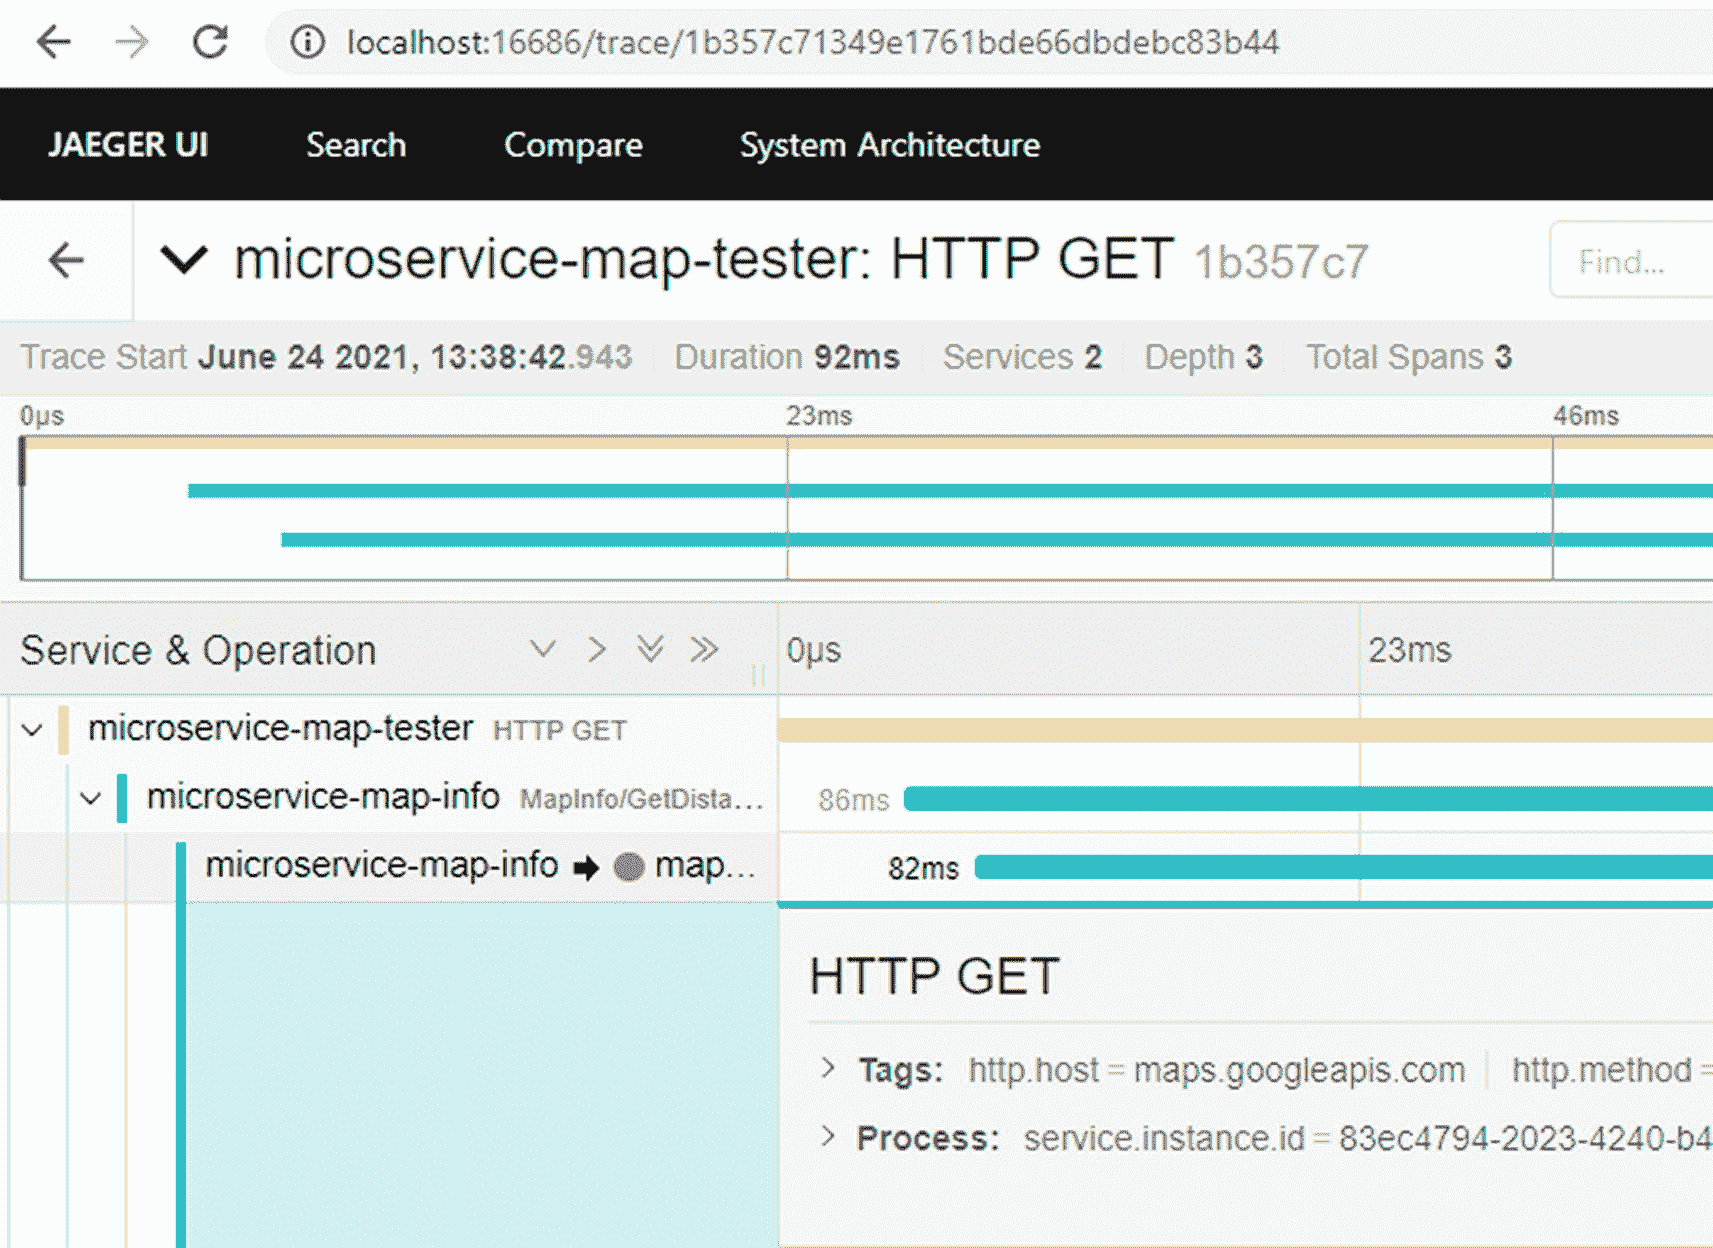 localhost:16686/trace/1b357c71349e1761bde66dbdebc83b44
JAEGER UI Search Compare System Architecture
microservice-map-tester: HTTP GET 1b357c7 Find...
Trace Start June 24 2021, 13:38:42.943 Duration 92ms Services 2 Depth 3 Total Spans 3
0μs 23ms 46ms
Service & Operation 0μs 23ms
microservice-map-tester HTTP GET
microservice-map-info MapInfo/GetDista... 86ms
microservice-map-info map... 82ms
HTTP GET
Tags: http.host = maps.googleapis.com http.method =
Process: service.instance.id = 83ec4794-2023-4240-b4